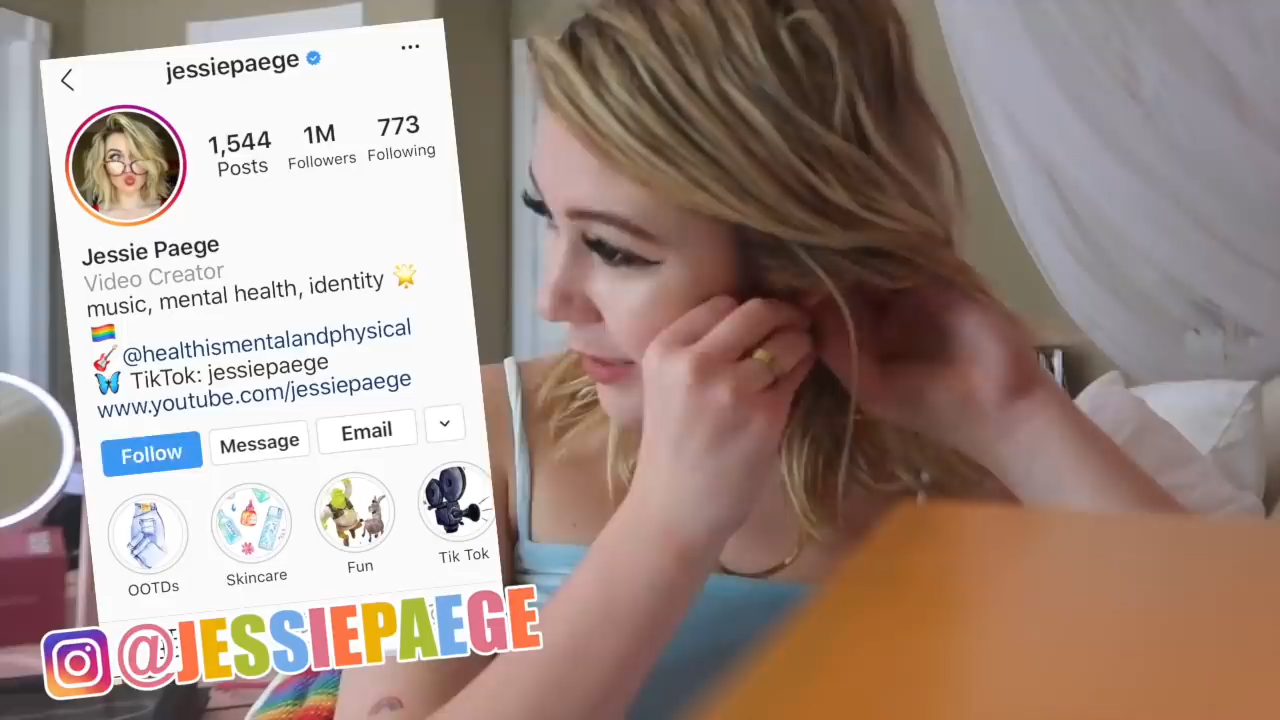 jessiepaege
1,544 1M 773
Posts Followers Following
Jessie Paege
Video Creator
music, mental health, identity 🌟
🏳️‍🌈
🎸 @healthismentalandphysical
🦋 TikTok: jessiepaege
www.youtube.com/jessiepaege
Follow Message Email
OOTDs Skincare Fun Tik Tok
@JESSIEPAEGE